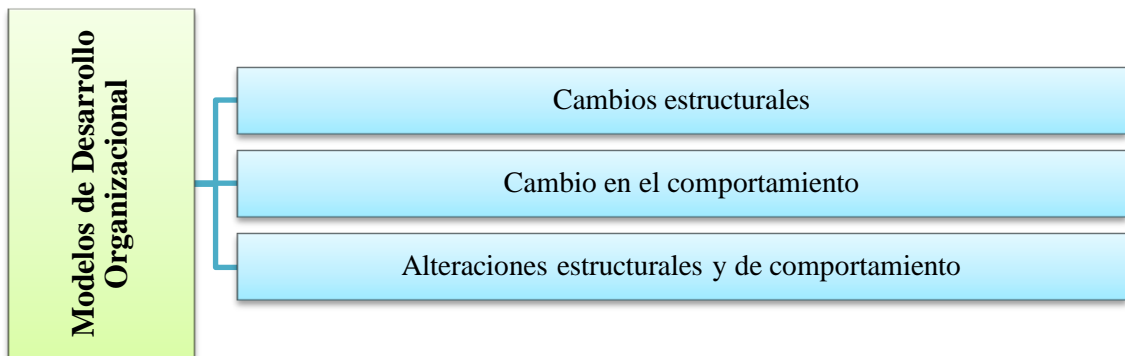 Modelos de Desarrollo
Organizacional
Cambios estructurales
Cambio en el comportamiento
Alteraciones estructurales y de comportamiento